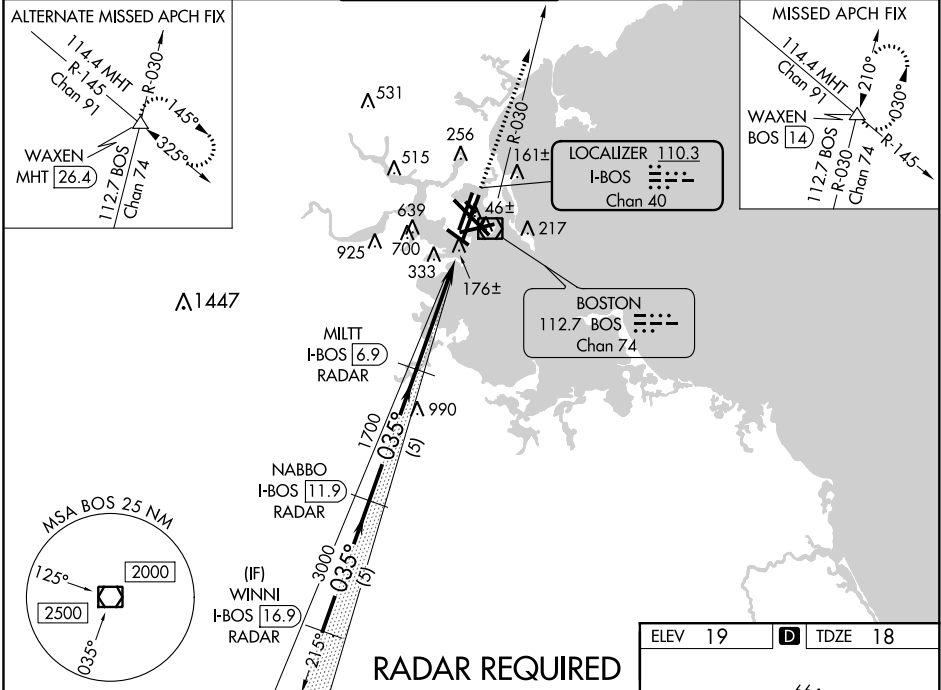 ALTERNATE MISSED APCH FIX
114.4 MHT
R-145
Chan 91
R-030
145°
325°
WAXEN
MHT 26.4
112.7 BOS
Chan 74
MISSED APCH FIX
114.4 MHT
Chan 91
210°
030°
WAXEN
BOS 14
R-145
112.7 BOS
R-030
Chan 74
R-030
531
256
515
161±
LOCALIZER 110.3
I-BOS
Chan 40
639
46±
217
925
700
333
176±
1447
BOSTON
112.7 BOS
Chan 74
MILTT
I-BOS 6.9
RADAR
990
1700
035°
(5)
NABBO
I-BOS 11.9
RADAR
3000
035°
(5)
(IF)
WINNI
I-BOS 16.9
RADAR
215°
MSA BOS 25 NM
125°
2000
2500
035°
RADAR REQUIRED
ELEV 19
D
TDZE 18